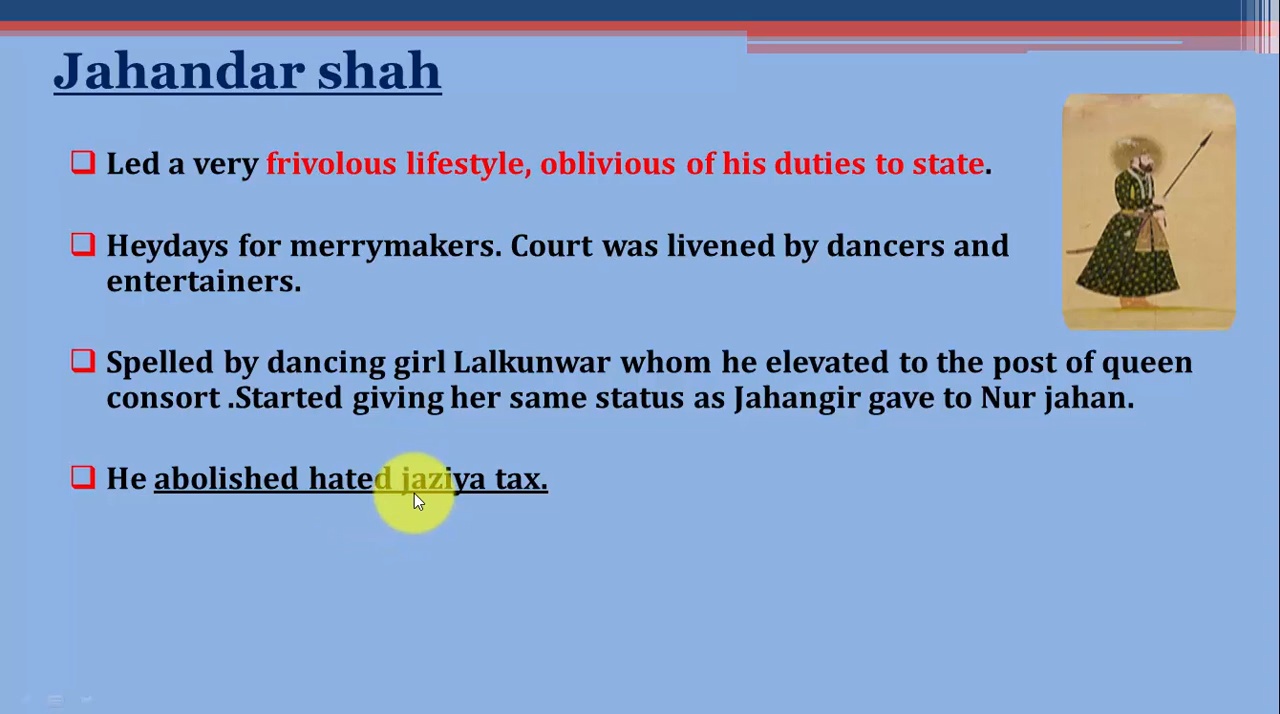 Jahandar shah
Led a very frivolous lifestyle, oblivious of his duties to state.
Heydays for merrymakers. Court was livened by dancers and
entertainers.
Spelled by dancing girl Lalkunwar whom he elevated to the post of queen
consort .Started giving her same status as Jahangir gave to Nur jahan.
He abolished hated jaziya tax.